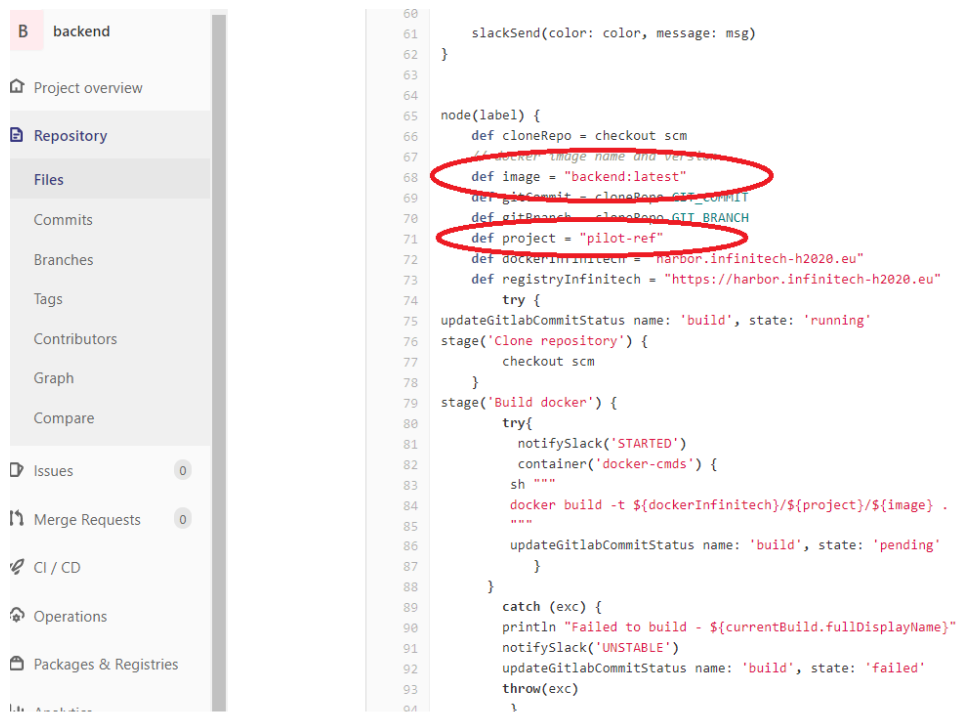 B backend
Project overview
Repository
Files
Commits
Branches
Tags
Contributors
Graph
Compare
Issues 0
Merge Requests 0
CI / CD
Operations
Packages & Registries
Analytics
60
61 slackSend(color: color, message: msg)
62 }
63
64
65 node(label) {
66 def cloneRepo = checkout scm
67 // docker image name and version
68 def image = "backend:latest"
69 def gitCommit = cloneRepo.GIT_COMMIT
70 def gitBranch = cloneRepo.GIT_BRANCH
71 def project = "pilot-ref"
72 def dockerInfinitech = "harbor.infinitech-h2020.eu"
73 def registryInfinitech = "https://harbor.infinitech-h2020.eu"
74 try {
75 updateGitlabCommitStatus name: 'build', state: 'running'
76 stage('Clone repository') {
77 checkout scm
78 }
79 stage('Build docker') {
80 try{
81 notifySlack('STARTED')
82 container('docker-cmds') {
83 sh """
84 docker build -t ${dockerInfinitech}/${project}/${image} .
85 """
86 updateGitlabCommitStatus name: 'build', state: 'pending'
87 }
88 }
89 catch (exc) {
90 println "Failed to build - ${currentBuild.fullDisplayName}"
91 notifySlack('UNSTABLE')
92 updateGitlabCommitStatus name: 'build', state: 'failed'
93 throw(exc)
94 }